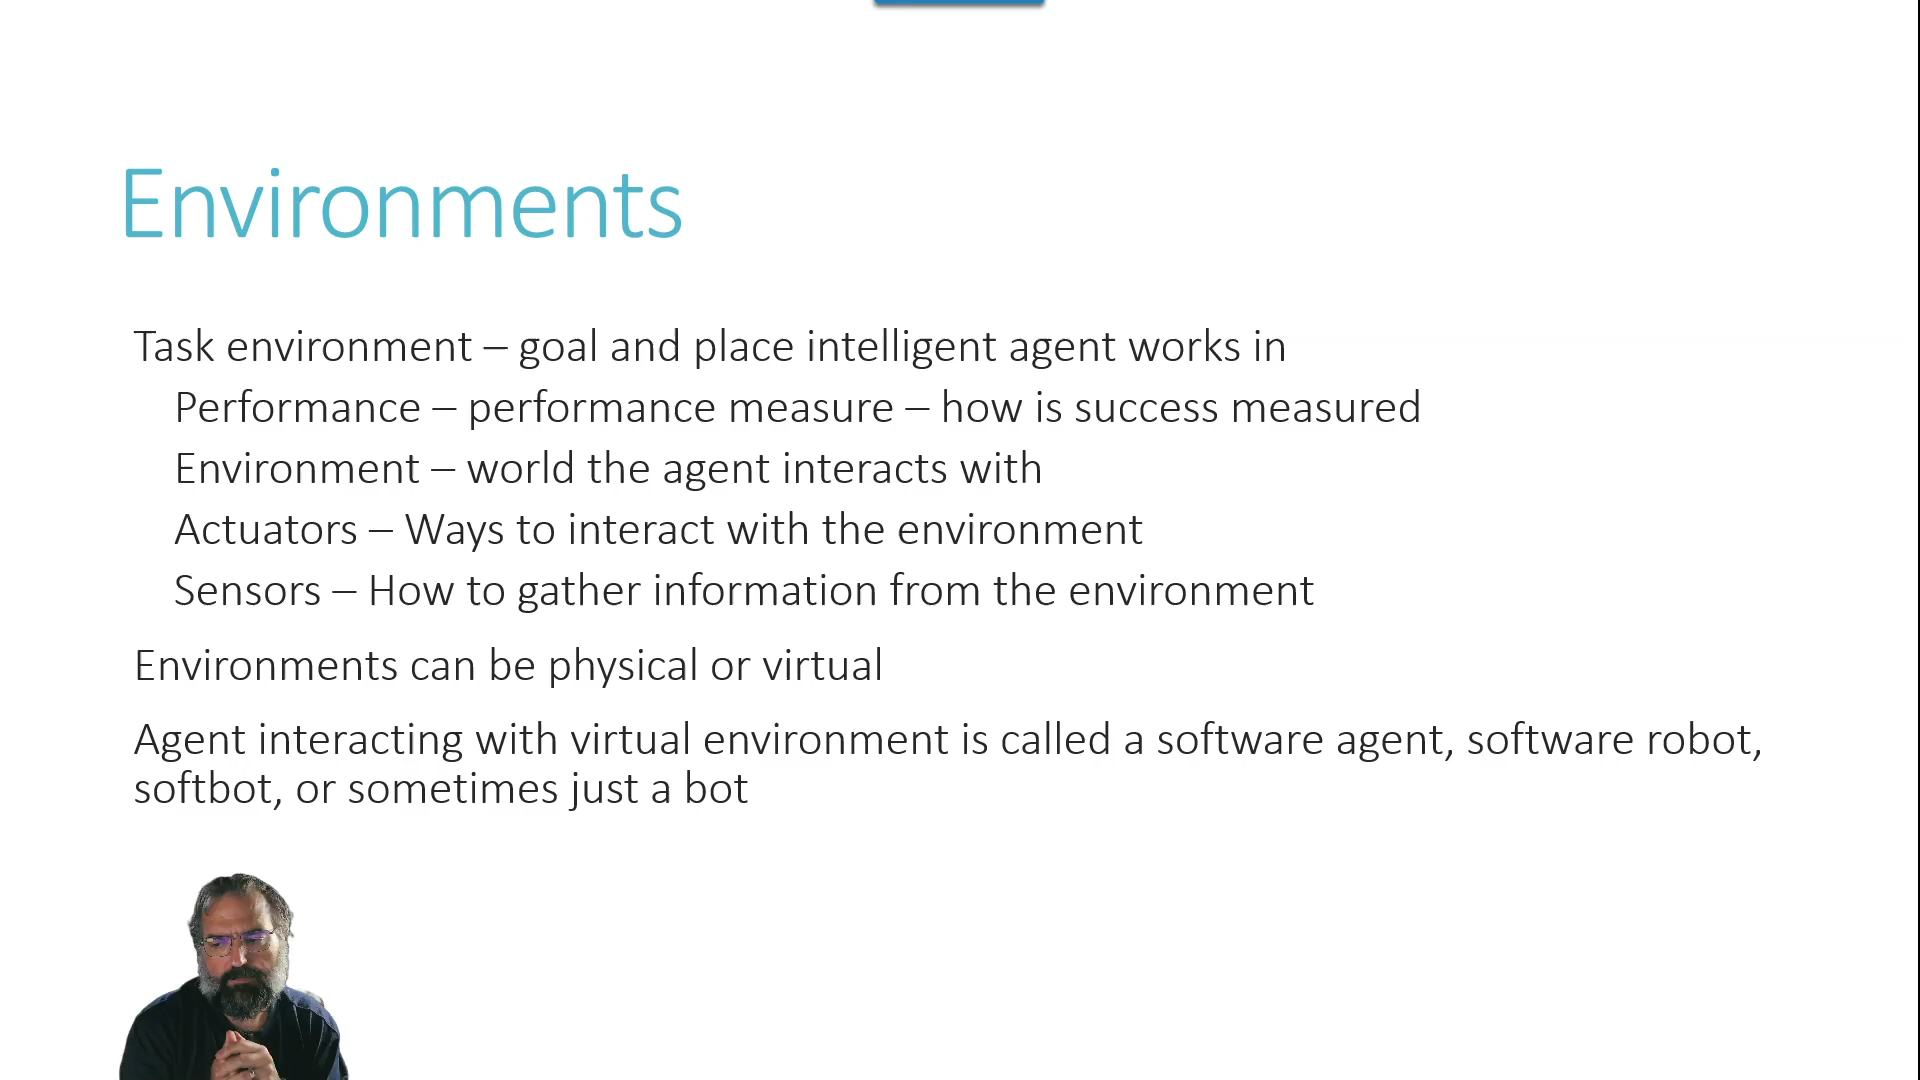 Environments
Task environment – goal and place intelligent agent works in
Performance – performance measure – how is success measured
Environment – world the agent interacts with
Actuators – Ways to interact with the environment
Sensors – How to gather information from the environment
Environments can be physical or virtual
Agent interacting with virtual environment is called a software agent, software robot,
softbot, or sometimes just a bot